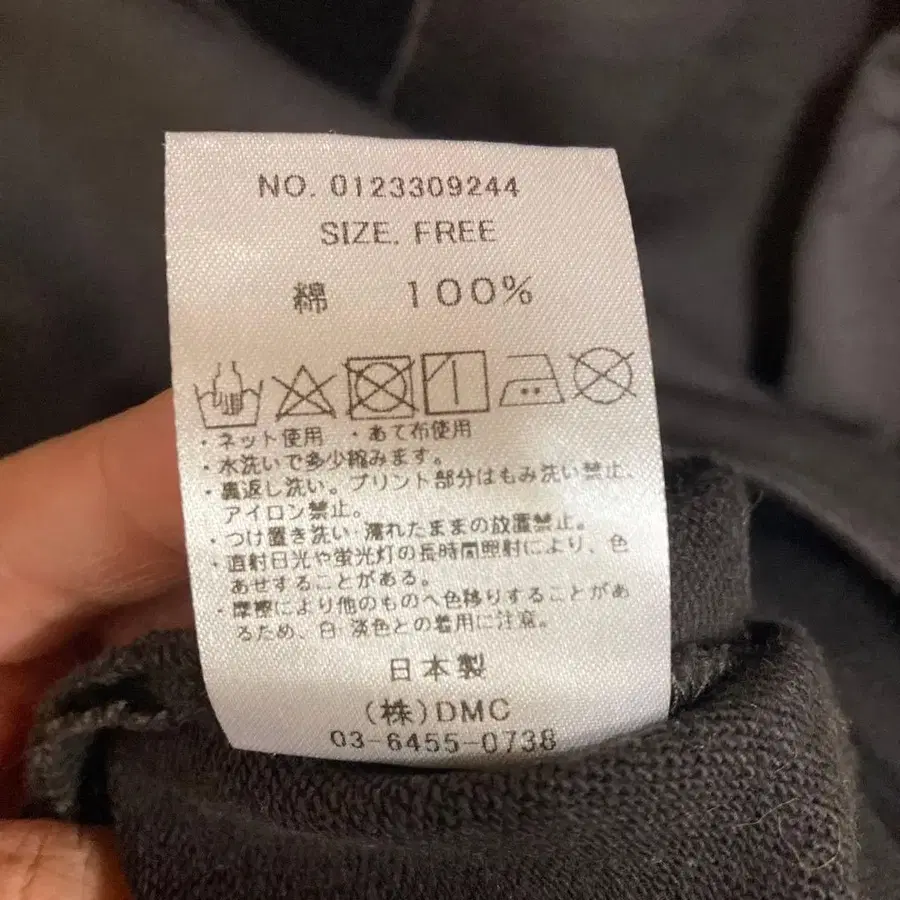 NO. 0123309244
SIZE. FREE
綿 100%
・ネット使用 ・あて布使用
・水洗いで多少縮みます。
・裏返し洗い。プリント部分はもみ洗い禁止、
アイロン禁止。
・つけ置き洗い・濡れたままの放置禁止。
・直射日光や蛍光灯の長時間照射により、色
あせすることがある。
・摩擦により他のものへ色移りすることがあ
るため、白・淡色との着用に注意。
日本製
(株)DMC
03-6455-0738